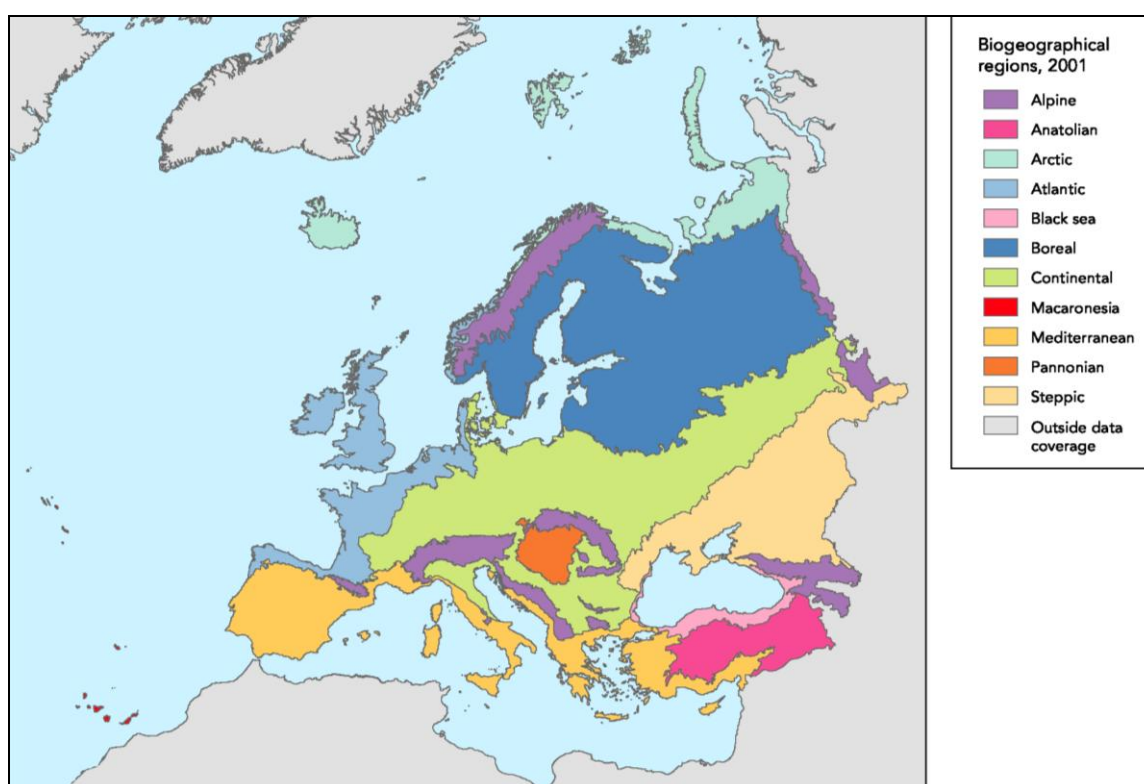 Biogeographical
regions, 2001
Alpine
Anatolian
Arctic
Atlantic
Black sea
Boreal
Continental
Macaronesia
Mediterranean
Pannonian
Steppic
Outside data
coverage